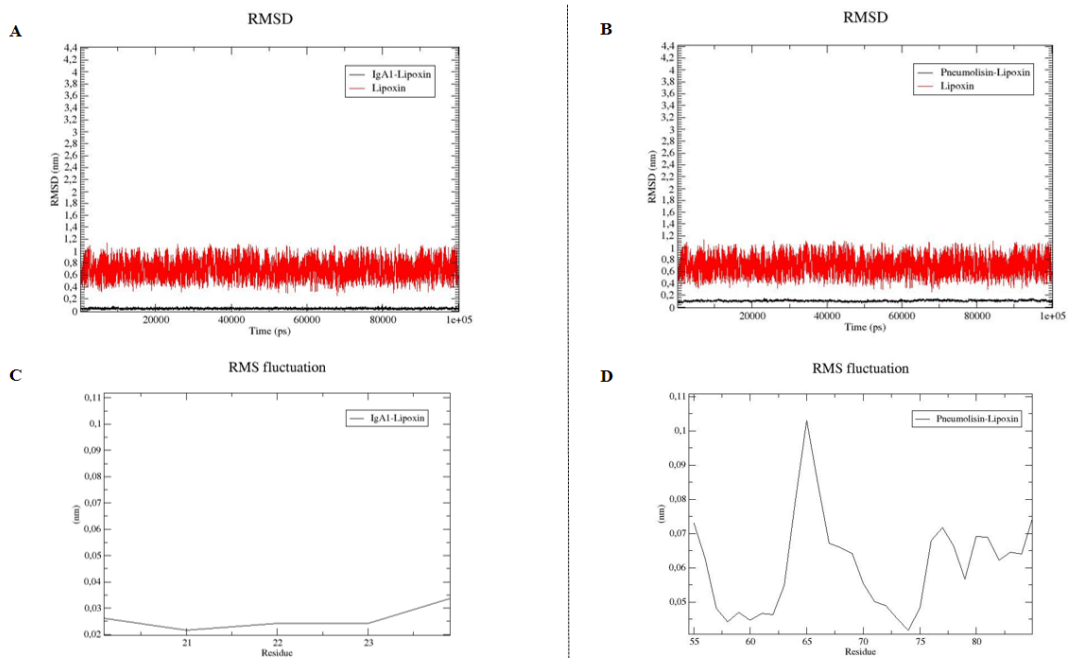 A
RMSD
4,4
4,2
4
3,8
3,6
3,4
3,2
3
2,8
2,6
2,4
2,2
2
1,8
1,6
1,4
1,2
1
0,8
0,6
0,4
0,2
0
RMSD (nm)
IgA1-Lipoxin
Lipoxin
20000 40000 60000 80000 1e+05
Time (ps)
B
RMSD
4,4
4,2
4
3,8
3,6
3,4
3,2
3
2,8
2,6
2,4
2,2
2
1,8
1,6
1,4
1,2
1
0,8
0,6
0,4
0,2
0
RMSD (nm)
Pneumolisin-Lipoxin
Lipoxin
20000 40000 60000 80000 1e+05
Time (ps)
C
RMS fluctuation
0,11
0,1
0,09
0,08
0,07
0,06
0,05
0,04
0,03
0,02
(nm)
IgA1-Lipoxin
21 22 23
Residue
D
RMS fluctuation
0,11
0,1
0,09
0,08
0,07
0,06
0,05
(nm)
Pneumolisin-Lipoxin
55 60 65 70 75 80
Residue